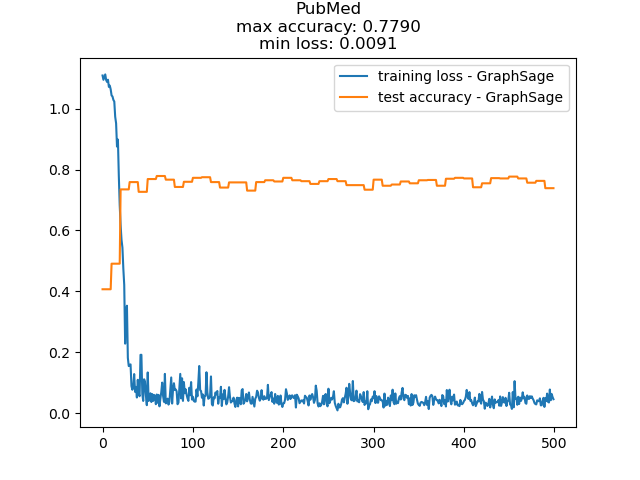 PubMed
max accuracy: 0.7790
min loss: 0.0091
training loss - GraphSage
test accuracy - GraphSage
1.0
0.8
0.6
0.4
0.2
0.0
0 100 200 300 400 500